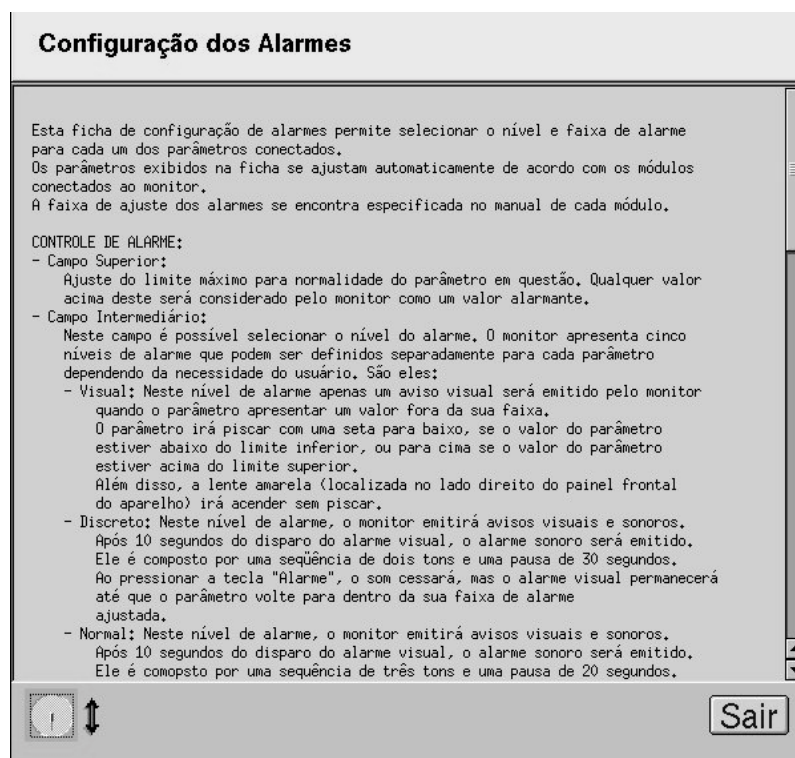 Configuração dos Alarmes
Esta ficha de configuração de alarmes permite selecionar o nível e faixa de alarme
para cada um dos parâmetros conectados.
Os parâmetros exibidos na ficha se ajustam automaticamente de acordo com os módulos
conectados ao monitor.
A faixa de ajuste dos alarmes se encontra especificada no manual de cada módulo.
CONTROLE DE ALARME:
- Campo Superior:
Ajuste do limite máximo para normalidade do parâmetro em questão. Qualquer valor
acima deste será considerado pelo monitor como um valor alarmante.
- Campo Intermediário:
Neste campo é possível selecionar o nível do alarme. O monitor apresenta cinco
níveis de alarme que podem ser definidos separadamente para cada parâmetro
dependendo da necessidade do usuário. São eles:
- Visual: Neste nível de alarme apenas um aviso visual será emitido pelo monitor
quando o parâmetro apresentar um valor fora da sua faixa.
O parâmetro irá piscar com uma seta para baixo, se o valor do parâmetro
estiver abaixo do limite inferior, ou para cima se o valor do parâmetro
estiver acima do limite superior.
Além disso, a lente amarela (localizada no lado direito do painel frontal
do aparelho) irá acender sem piscar.
- Discreto: Neste nível de alarme, o monitor emitirá avisos visuais e sonoros.
Após 10 segundos do disparo do alarme visual, o alarme sonoro será emitido.
Ele é composto por uma seqüência de dois tons e uma pausa de 30 segundos.
Ao pressionar a tecla "Alarme", o som cessará, mas o alarme visual permanecerá
até que o parâmetro volte para dentro da sua faixa de alarme
ajustada.
- Normal: Neste nível de alarme, o monitor emitirá avisos visuais e sonoros.
Após 10 segundos do disparo do alarme visual, o alarme sonoro será emitido.
Ele é comopsto por uma sequência de três tons e uma pausa de 20 segundos.
Sair